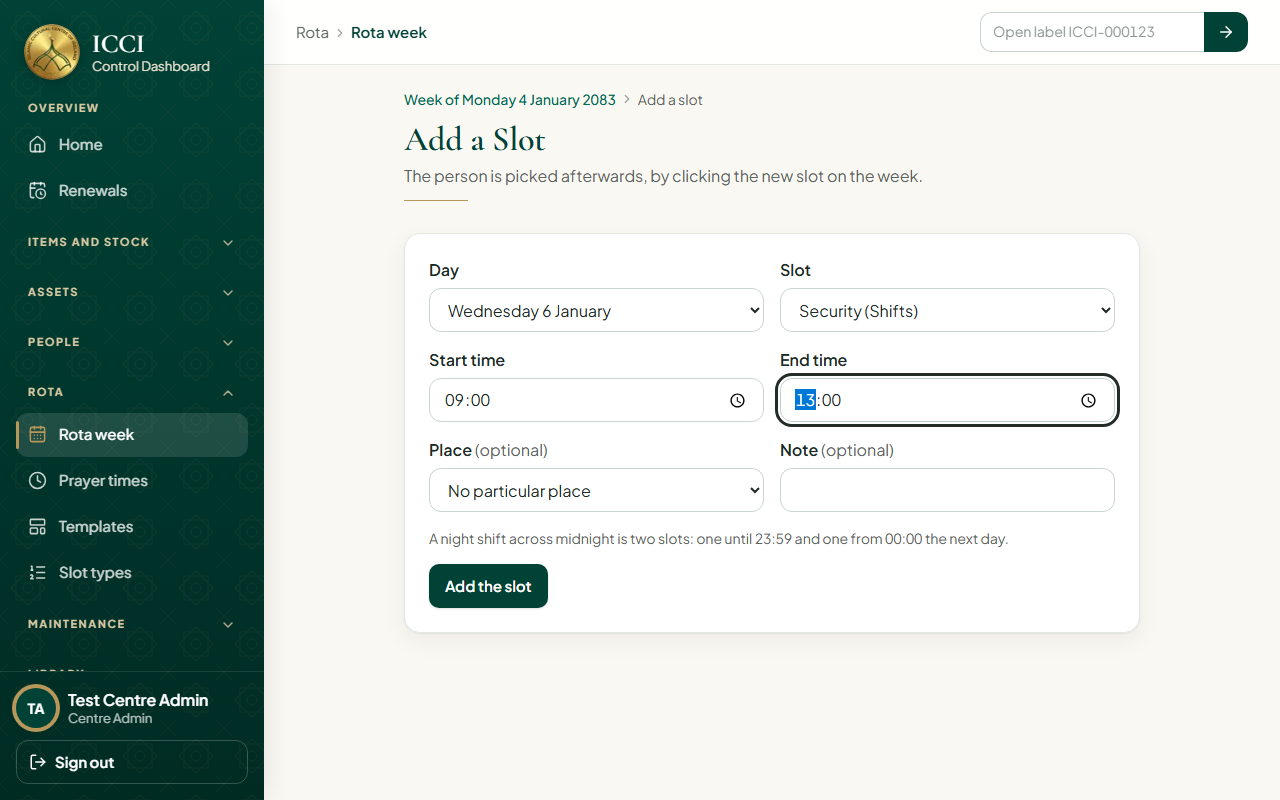 ICCI
Control Dashboard
OVERVIEW
Home
Renewals
ITEMS AND STOCK
ASSETS
PEOPLE
ROTA
Rota week
Prayer times
Templates
Slot types
MAINTENANCE
TA
Test Centre Admin
Centre Admin
Sign out
Rota > Rota week
Open label ICCI-000123
Week of Monday 4 January 2083 > Add a slot
Add a Slot
The person is picked afterwards, by clicking the new slot on the week.
Day
Slot
Wednesday 6 January
Security (Shifts)
Start time
End time
09:00
13:00
Place (optional)
Note (optional)
No particular place
A night shift across midnight is two slots: one until 23:59 and one from 00:00 the next day.
Add the slot